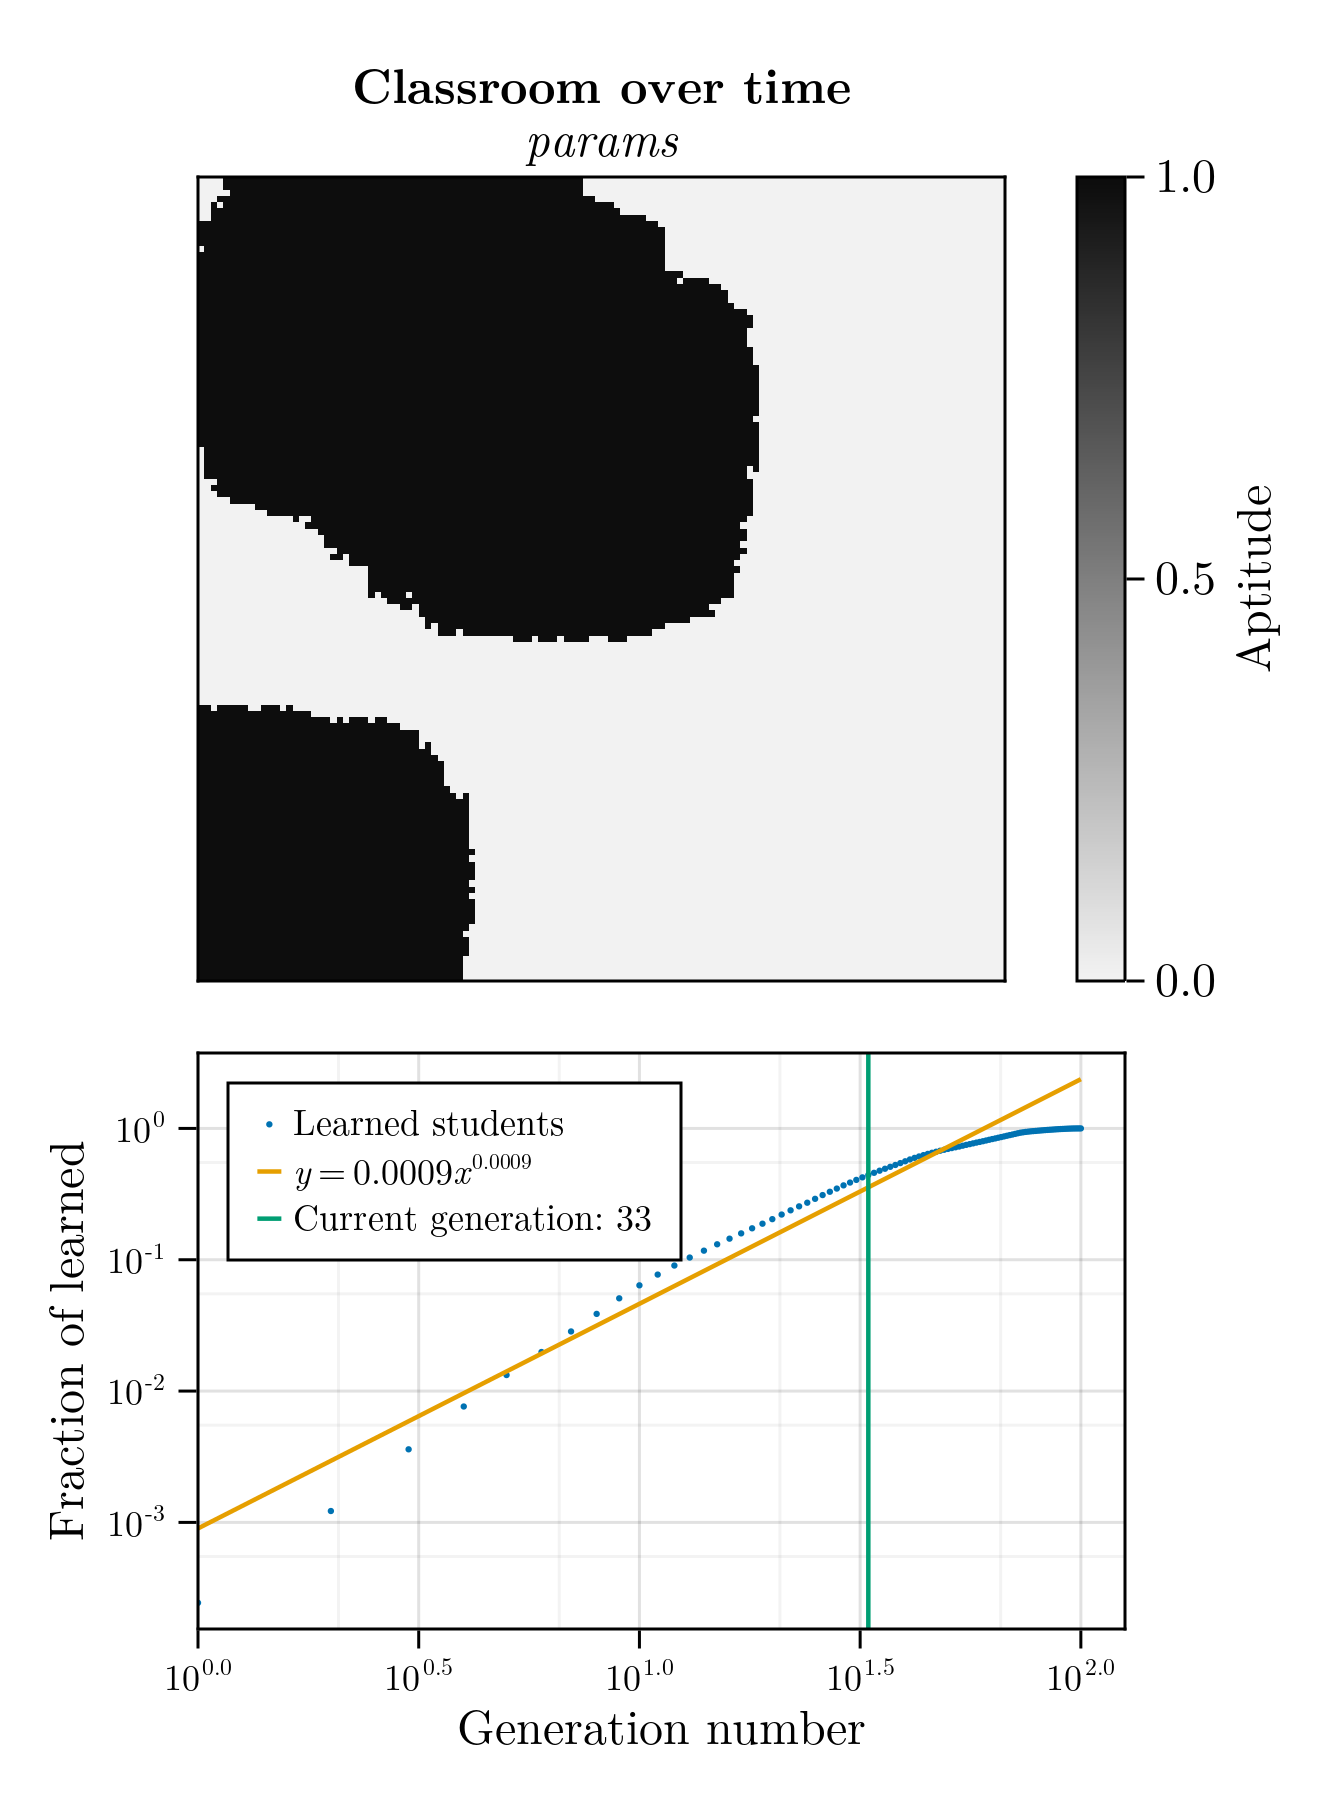 Classroom over time
params
1.0
0.5
0.0
Aptitude
Learned students
y = 0.0009x^0.0009
Current generation: 33
10^0
10^-1
10^-2
10^-3
Fraction of learned
10^0.0 10^0.5 10^1.0 10^1.5 10^2.0
Generation number